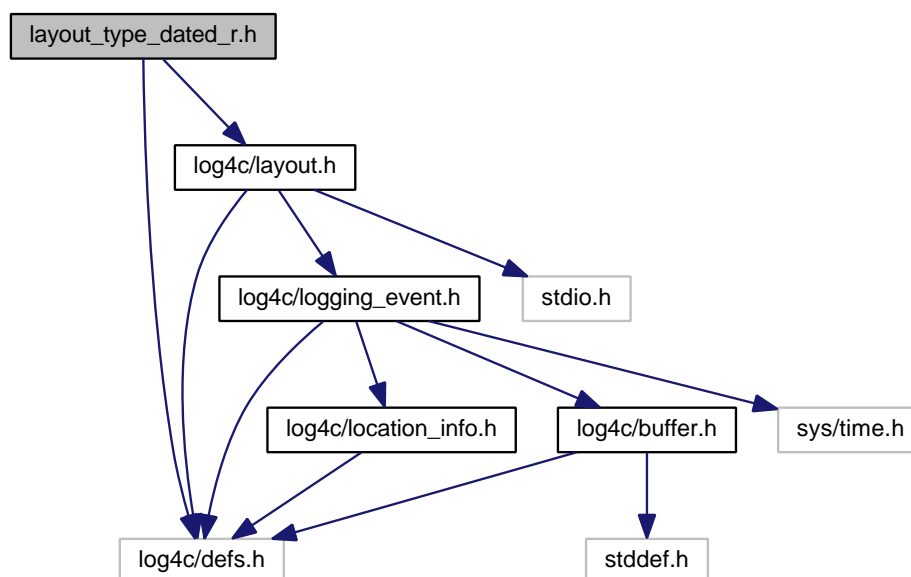 layout_type_dated_r.h
log4c/layout.h
log4c/logging_event.h
stdio.h
log4c/location_info.h
log4c/buffer.h
sys/time.h
log4c/defs.h
stddef.h